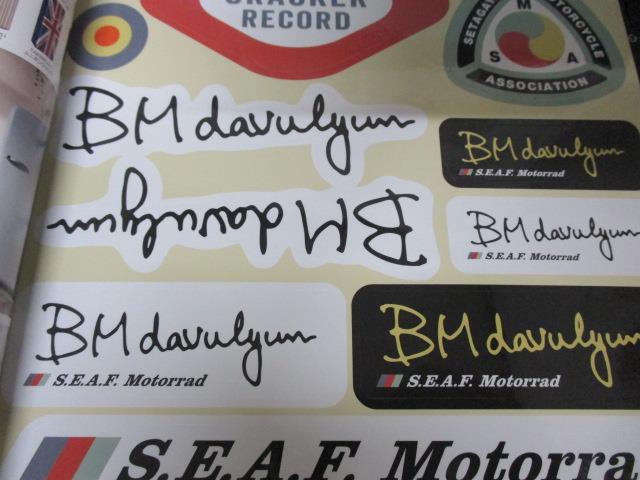 CRACKER
RECORD
SETAGAYA MOTORCYCLE
M
S A
ASSOCIATION
BM davulyun
BM davulyun
S.E.A.F. Motorrad
BM davulyun
BM davulyun
S.E.A.F. Motorrad
BM davulyun
S.E.A.F. Motorrad
BM davulyun
S.E.A.F. Motorrad
S.E.A.F. Motorra